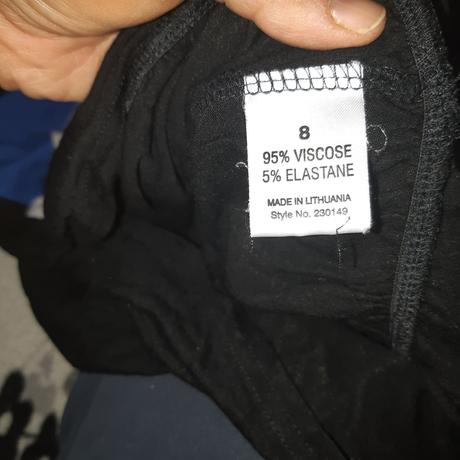 8
95% VISCOSE
5% ELASTANE
MADE IN LITHUANIA
Style No. 230149